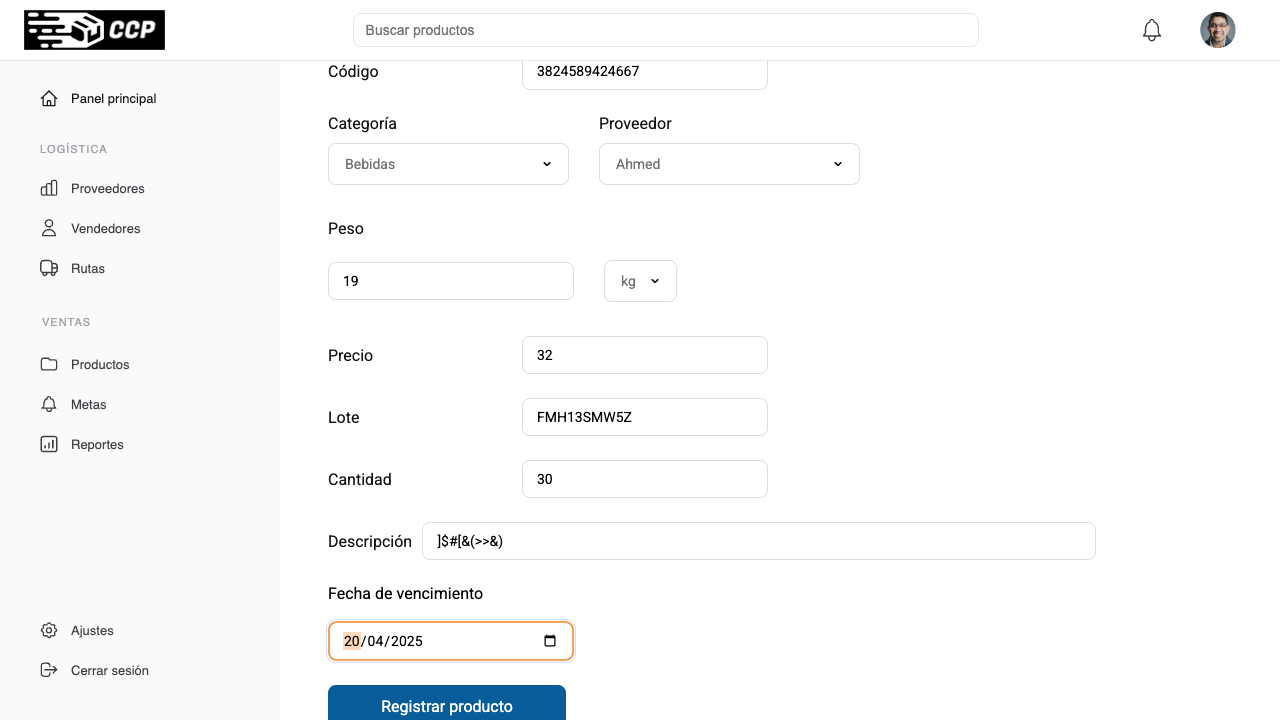 CCP
Buscar productos
Código
3824589424667
Panel principal
Categoría
Proveedor
LOGÍSTICA
Bebidas
Ahmed
Proveedores
Vendedores
Peso
Rutas
19
kg
VENTAS
Precio
32
Productos
Metas
Lote
FMH13SMW5Z
Reportes
Cantidad
30
Descripción
]$#[&(>>&)
Fecha de vencimiento
Ajustes
20/04/2025
Cerrar sesión
Registrar producto